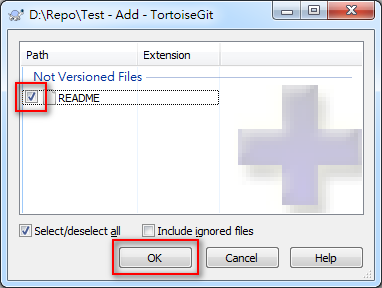 D:\Repo\Test - Add - TortoiseGit
Path Extension
Not Versioned Files
README
Select/deselect all Include ignored files
OK Cancel Help